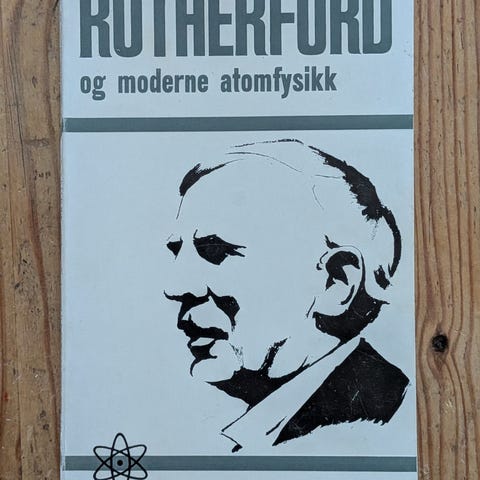 RUTHERFORD
og moderne atomfysikk